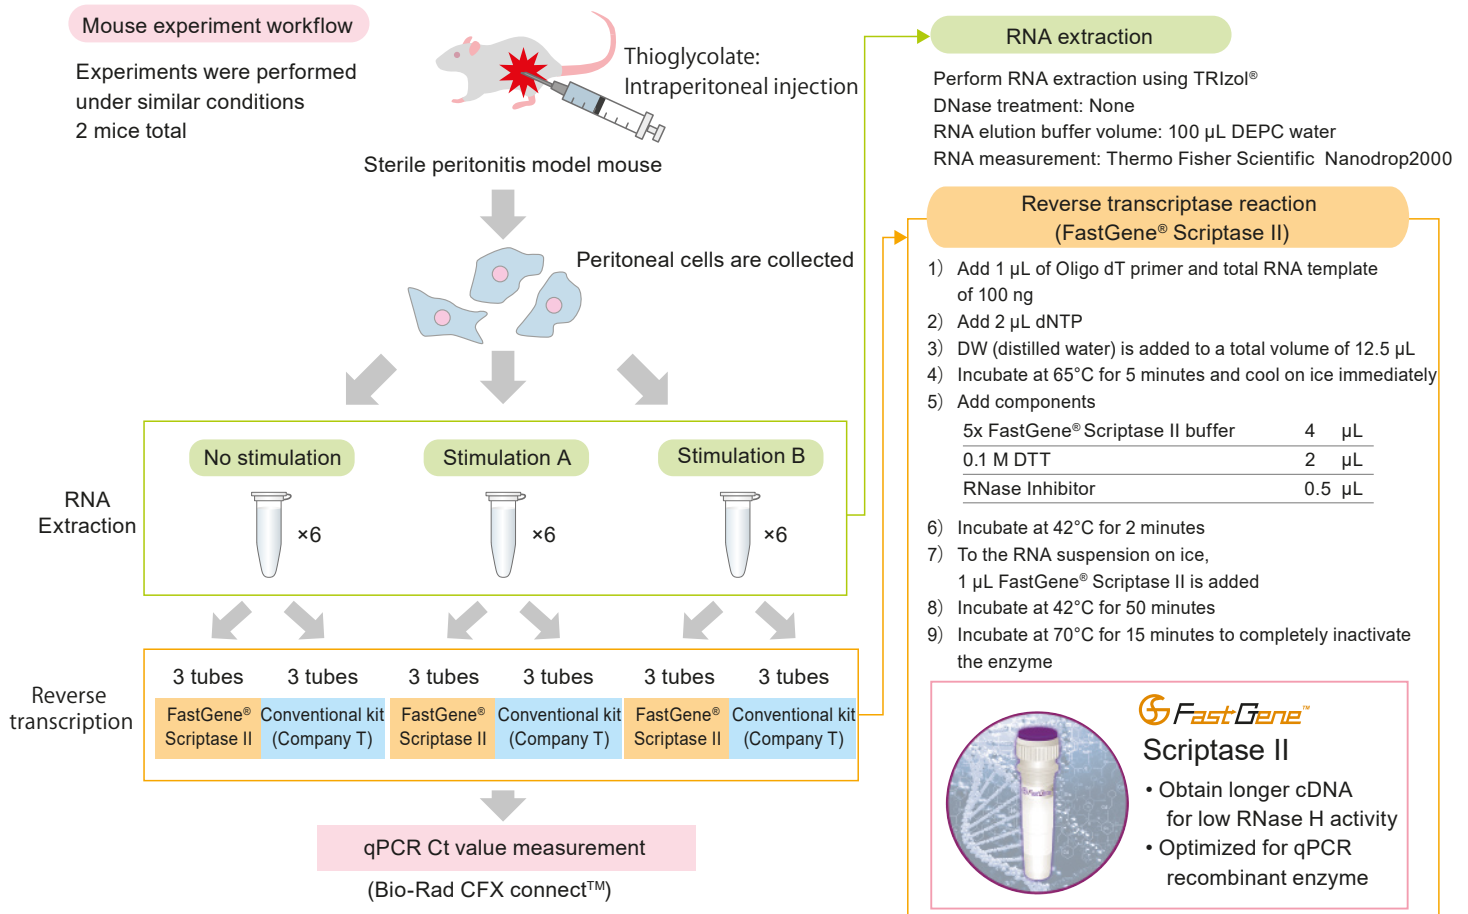 Mouse experiment workflow
Experiments were performed
under similar conditions
2 mice total
Thioglycolate:
Intraperitoneal injection
Sterile peritonitis model mouse
Peritoneal cells are collected
RNA
Extraction
No stimulation
×6
Stimulation A
×6
Stimulation B
×6
Reverse
transcription
3 tubes
FastGene®
Scriptase II
3 tubes
Conventional kit
(Company T)
3 tubes
FastGene®
Scriptase II
3 tubes
Conventional kit
(Company T)
3 tubes
FastGene®
Scriptase II
3 tubes
Conventional kit
(Company T)
qPCR Ct value measurement
(Bio-Rad CFX connect™)
RNA extraction
Perform RNA extraction using TRIzol®
DNase treatment: None
RNA elution buffer volume: 100 µL DEPC water
RNA measurement: Thermo Fisher Scientific Nanodrop2000
Reverse transcriptase reaction
(FastGene® Scriptase II)
1) Add 1 µL of Oligo dT primer and total RNA template
of 100 ng
2) Add 2 µL dNTP
3) DW (distilled water) is added to a total volume of 12.5 µL
4) Incubate at 65°C for 5 minutes and cool on ice immediately
5) Add components
5x FastGene® Scriptase II buffer 4 µL
0.1 M DTT 2 µL
RNase Inhibitor 0.5 µL
6) Incubate at 42°C for 2 minutes
7) To the RNA suspension on ice,
1 µL FastGene® Scriptase II is added
8) Incubate at 42°C for 50 minutes
9) Incubate at 70°C for 15 minutes to completely inactivate
the enzyme
FastGene
FastGene™
Scriptase II
• Obtain longer cDNA
for low RNase H activity
• Optimized for qPCR
recombinant enzyme